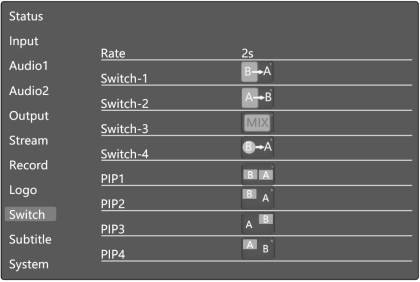 Status
Input
Rate 2s
Audio1
Switch-1 B→A
Audio2
Switch-2 A→B
Output
Switch-3 MIX
Stream
Switch-4 B→A
Record
PIP1 B A
Logo
PIP2 B A
Switch
PIP3 A B
Subtitle
PIP4 A B
System